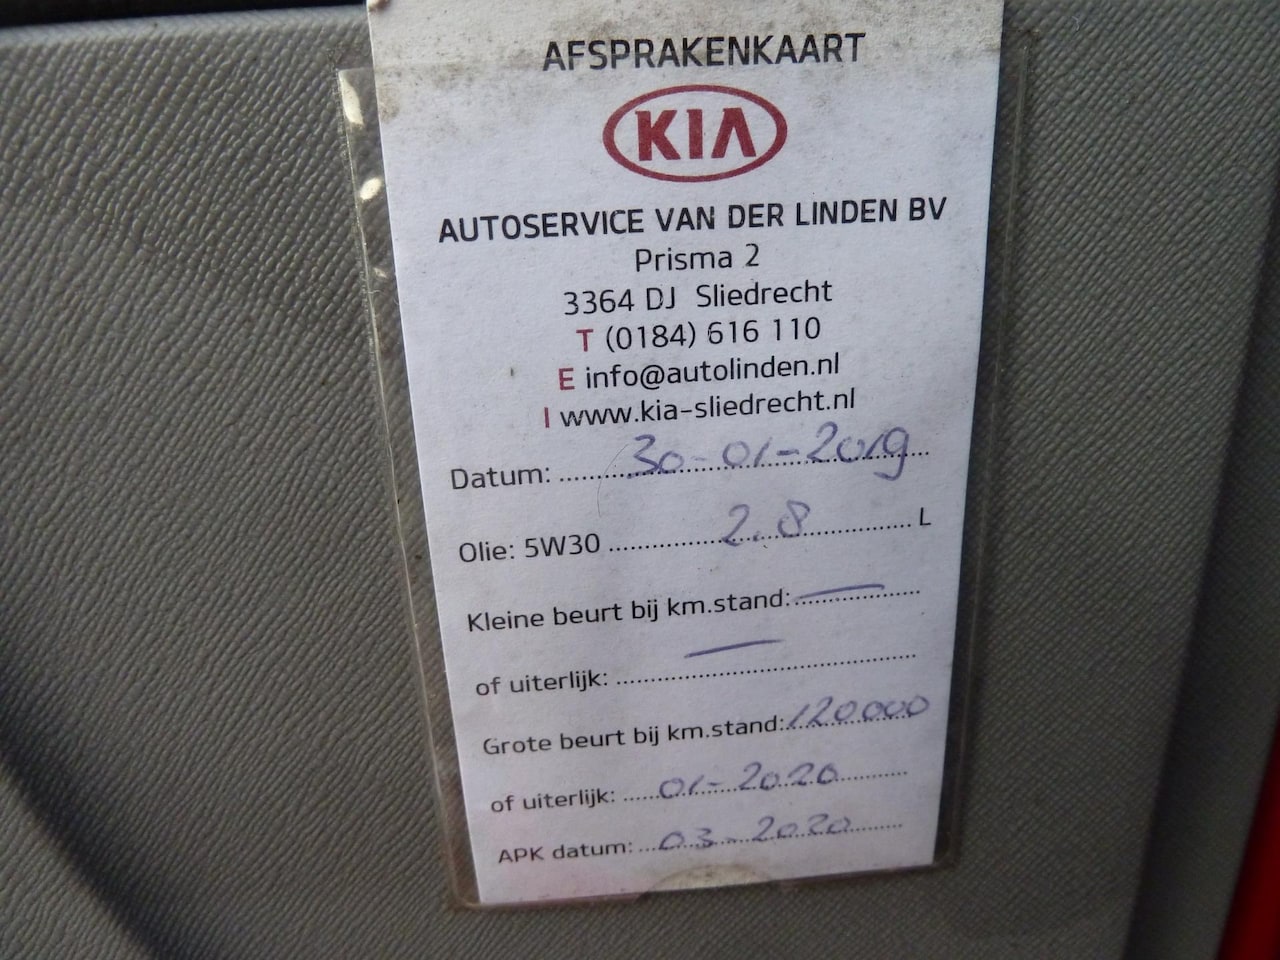 AFSPRAKENKAART
KIA
AUTOSERVICE VAN DER LINDEN BV
Prisma 2
3364 DJ Sliedrecht
T (0184) 616 110
E info@autolinden.nl
I www.kia-sliedrecht.nl
Datum: 30-01-2019
Olie: 5W30 2.8 L
Kleine beurt bij km.stand: —
of uiterlijk: —
Grote beurt bij km.stand: 120000
of uiterlijk: 01-2020
APK datum: 03-2020